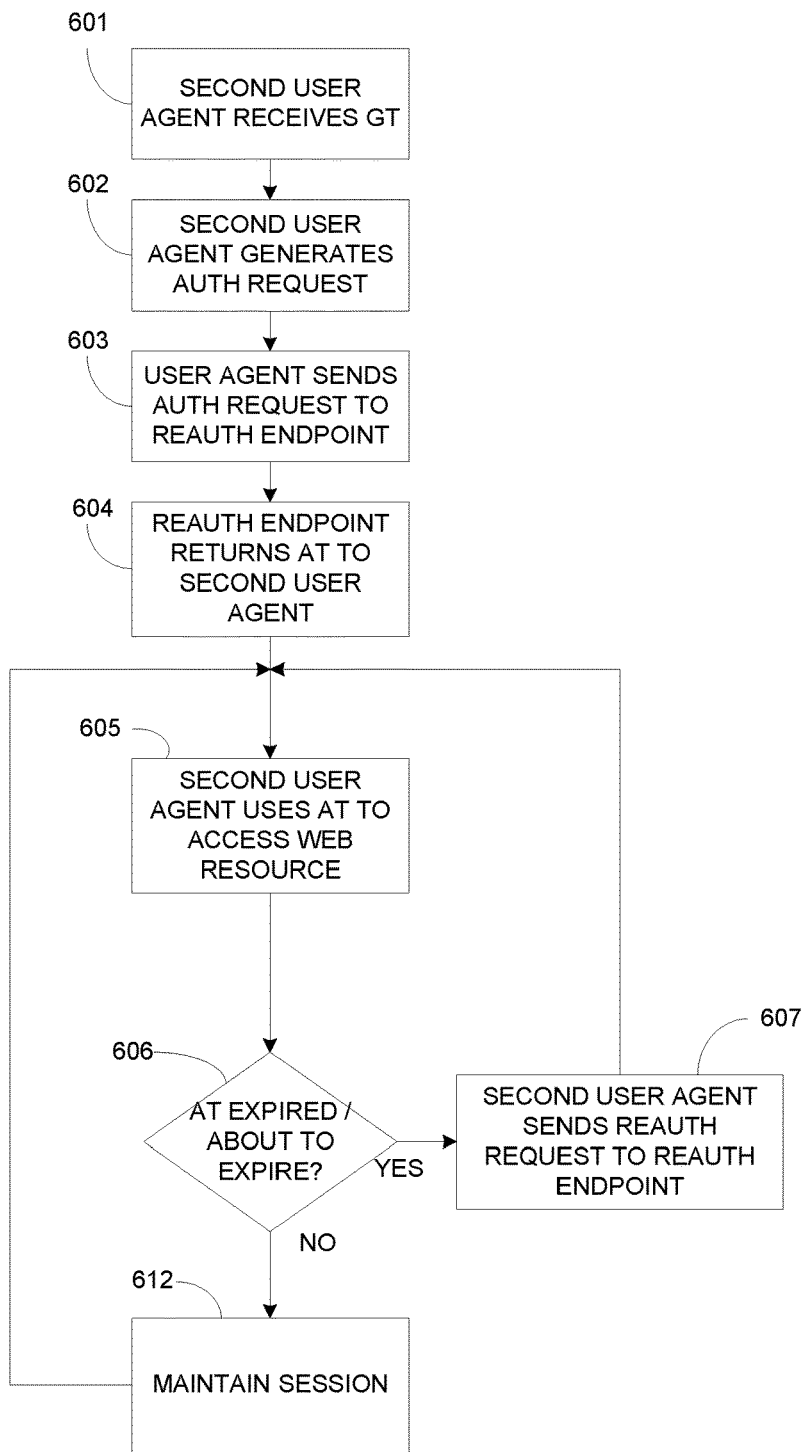 601
SECOND USER
AGENT RECEIVES GT
602
SECOND USER
AGENT GENERATES
AUTH REQUEST
603
USER AGENT SENDS
AUTH REQUEST TO
REAUTH ENDPOINT
604
REAUTH ENDPOINT
RETURNS AT TO
SECOND USER
AGENT
605
SECOND USER
AGENT USES AT TO
ACCESS WEB
RESOURCE
606
AT EXPIRED /
ABOUT TO
EXPIRE?
YES
607
SECOND USER AGENT
SENDS REAUTH
REQUEST TO REAUTH
ENDPOINT
NO
612
MAINTAIN SESSION